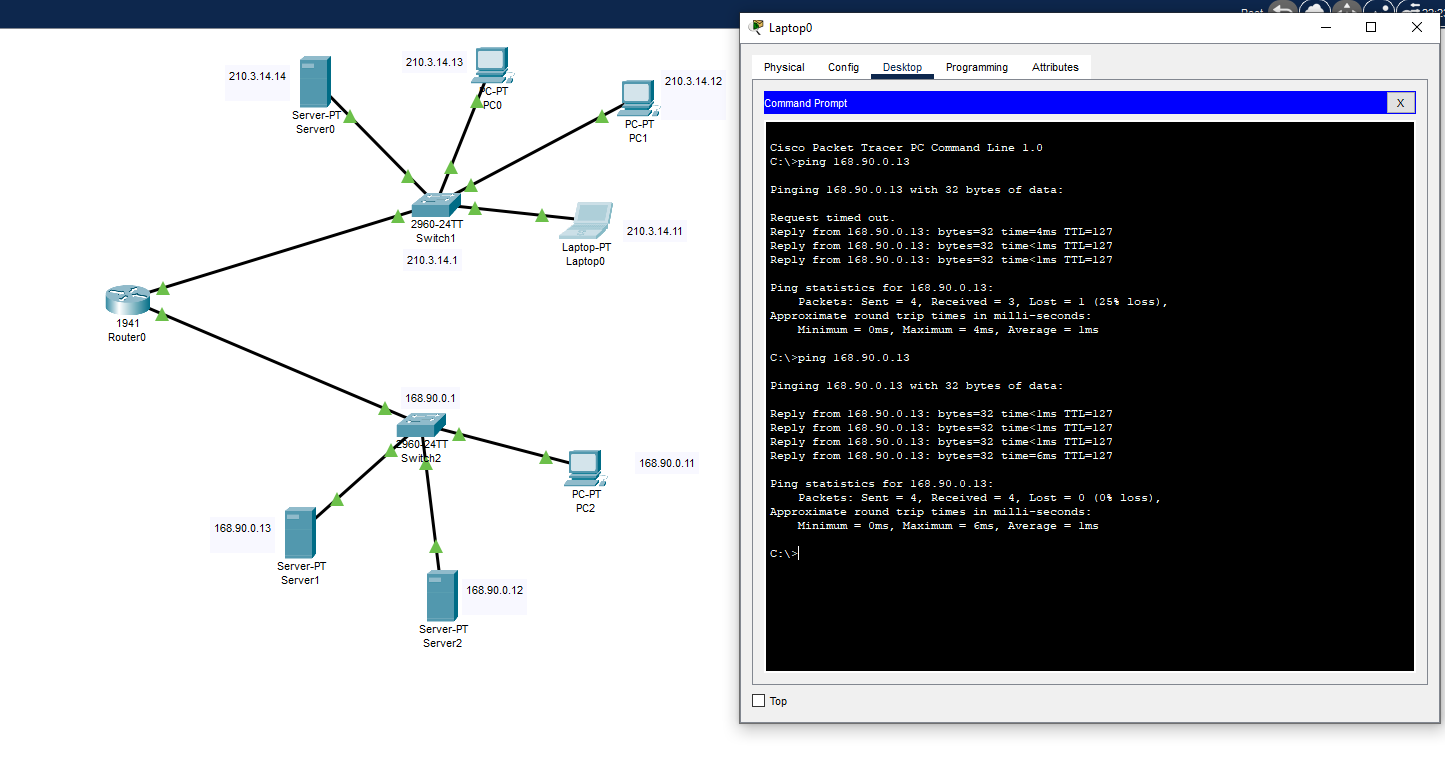 Laptop0
Physical Config Desktop Programming Attributes
Command Prompt
X
Cisco Packet Tracer PC Command Line 1.0
C:\>ping 168.90.0.13
Pinging 168.90.0.13 with 32 bytes of data:
Request timed out.
Reply from 168.90.0.13: bytes=32 time=4ms TTL=127
Reply from 168.90.0.13: bytes=32 time<1ms TTL=127
Reply from 168.90.0.13: bytes=32 time<1ms TTL=127
Ping statistics for 168.90.0.13:
Packets: Sent = 4, Received = 3, Lost = 1 (25% loss),
Approximate round trip times in milli-seconds:
Minimum = 0ms, Maximum = 4ms, Average = 1ms
C:\>ping 168.90.0.13
Pinging 168.90.0.13 with 32 bytes of data:
Reply from 168.90.0.13: bytes=32 time<1ms TTL=127
Reply from 168.90.0.13: bytes=32 time<1ms TTL=127
Reply from 168.90.0.13: bytes=32 time<1ms TTL=127
Reply from 168.90.0.13: bytes=32 time=6ms TTL=127
Ping statistics for 168.90.0.13:
Packets: Sent = 4, Received = 4, Lost = 0 (0% loss),
Approximate round trip times in milli-seconds:
Minimum = 0ms, Maximum = 6ms, Average = 1ms
C:\>
Top
210.3.14.14
Server-PT
Server0
210.3.14.13
PC-PT
PC0
210.3.14.12
PC-PT
PC1
2960-24TT
Switch1
210.3.14.1
210.3.14.11
Laptop-PT
Laptop0
1941
Router0
168.90.0.1
2960-24TT
Switch2
168.90.0.11
PC-PT
PC2
168.90.0.13
Server-PT
Server1
168.90.0.12
Server-PT
Server2